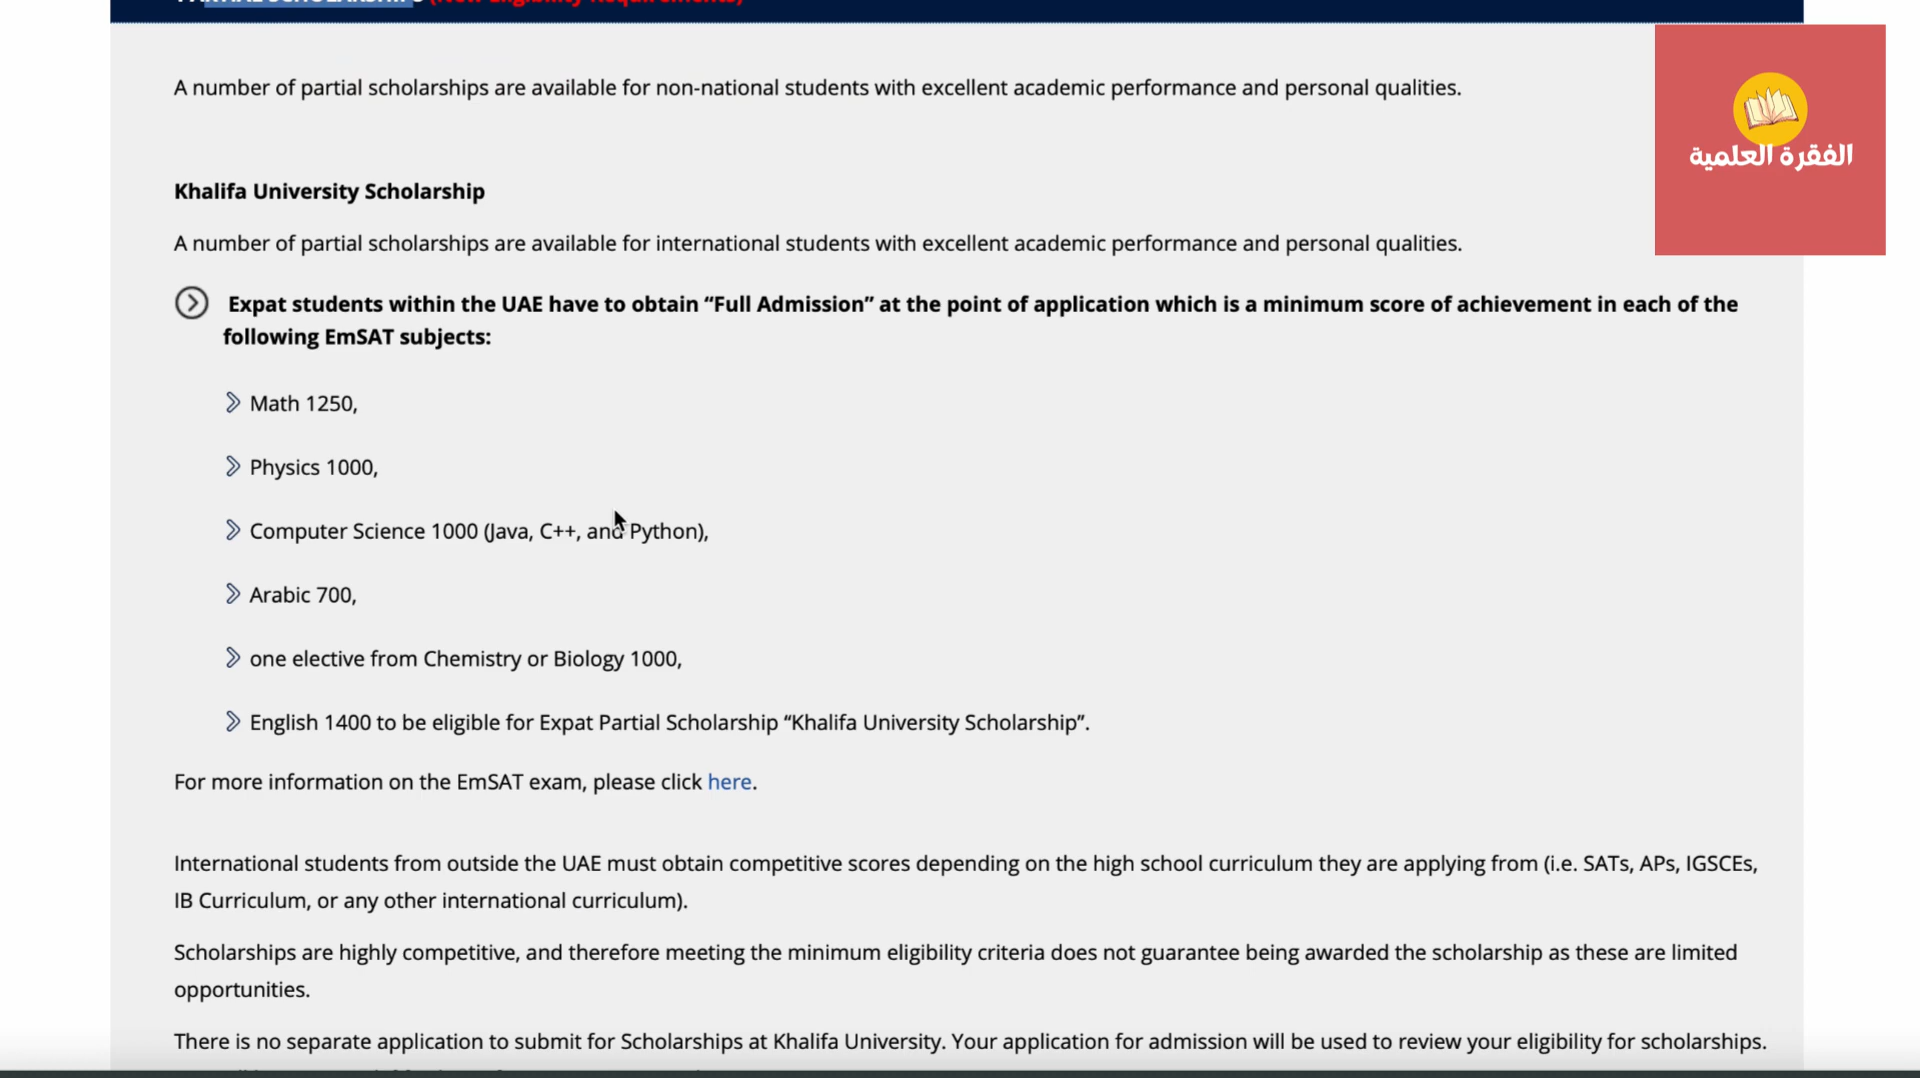 PARTIAL SCHOLARSHIPS (New Eligibility Requirements)
A number of partial scholarships are available for non-national students with excellent academic performance and personal qualities.
الفقرة العلمية
Khalifa University Scholarship
A number of partial scholarships are available for international students with excellent academic performance and personal qualities.
Expat students within the UAE have to obtain “Full Admission” at the point of application which is a minimum score of achievement in each of the
following EmSAT subjects:
Math 1250,
Physics 1000,
Computer Science 1000 (Java, C++, and Python),
Arabic 700,
one elective from Chemistry or Biology 1000,
English 1400 to be eligible for Expat Partial Scholarship “Khalifa University Scholarship”.
For more information on the EmSAT exam, please click here.
International students from outside the UAE must obtain competitive scores depending on the high school curriculum they are applying from (i.e. SATs, APs, IGSCEs,
IB Curriculum, or any other international curriculum).
Scholarships are highly competitive, and therefore meeting the minimum eligibility criteria does not guarantee being awarded the scholarship as these are limited
opportunities.
There is no separate application to submit for Scholarships at Khalifa University. Your application for admission will be used to review your eligibility for scholarships.